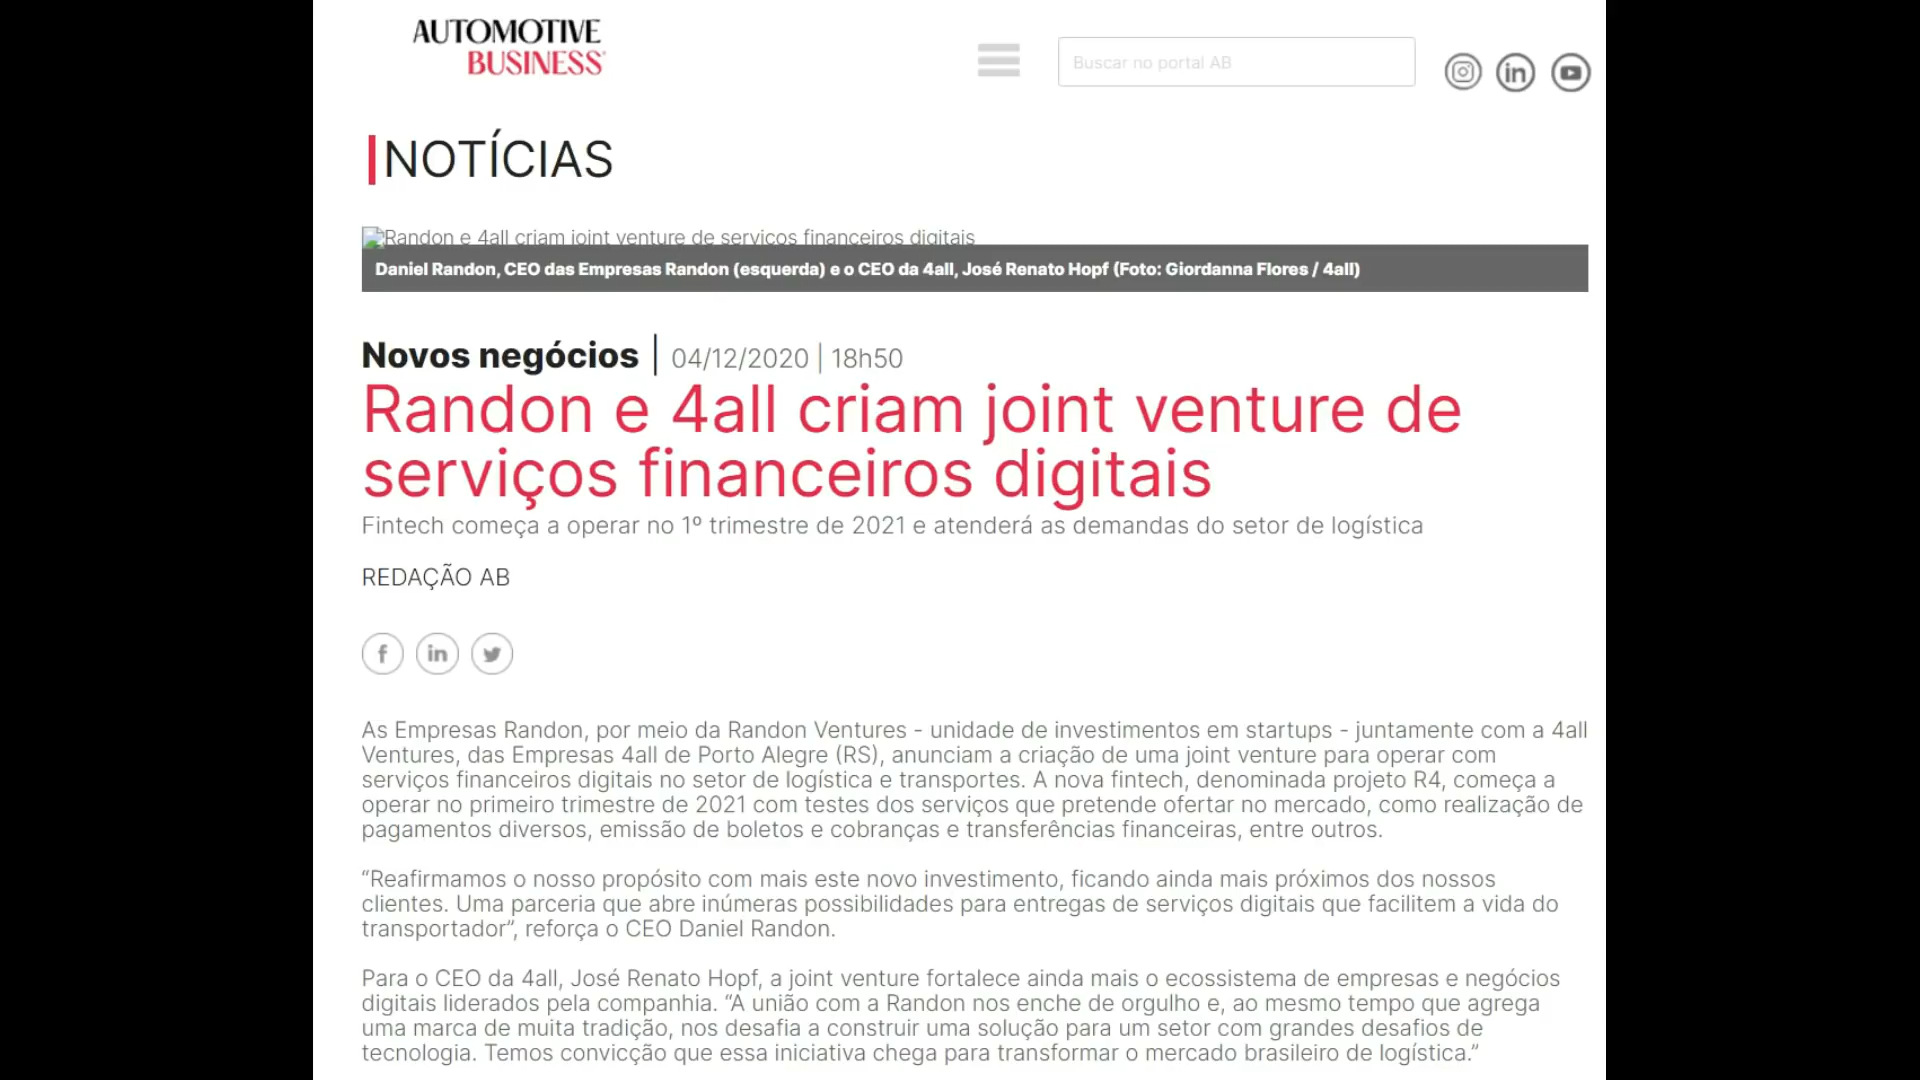 AUTOMOTIVE
BUSINESS
Buscar no portal AB
NOTÍCIAS
Randon e 4all criam joint venture de serviços financeiros digitais
Daniel Randon, CEO das Empresas Randon (esquerda) e o CEO da 4all, José Renato Hopf (Foto: Giordanna Flores / 4all)
Novos negócios | 04/12/2020 | 18h50
Randon e 4all criam joint venture de
serviços financeiros digitais
Fintech começa a operar no 1º trimestre de 2021 e atenderá as demandas do setor de logística
REDAÇÃO AB
As Empresas Randon, por meio da Randon Ventures - unidade de investimentos em startups - juntamente com a 4all
Ventures, das Empresas 4all de Porto Alegre (RS), anunciam a criação de uma joint venture para operar com
serviços financeiros digitais no setor de logística e transportes. A nova fintech, denominada projeto R4, começa a
operar no primeiro trimestre de 2021 com testes dos serviços que pretende ofertar no mercado, como realização de
pagamentos diversos, emissão de boletos e cobranças e transferências financeiras, entre outros.
“Reafirmamos o nosso propósito com mais este novo investimento, ficando ainda mais próximos dos nossos
clientes. Uma parceria que abre inúmeras possibilidades para entregas de serviços digitais que facilitem a vida do
transportador”, reforça o CEO Daniel Randon.
Para o CEO da 4all, José Renato Hopf, a joint venture fortalece ainda mais o ecossistema de empresas e negócios
digitais liderados pela companhia. “A união com a Randon nos enche de orgulho e, ao mesmo tempo que agrega
uma marca de muita tradição, nos desafia a construir uma solução para um setor com grandes desafios de
tecnologia. Temos convicção que essa iniciativa chega para transformar o mercado brasileiro de logística.”